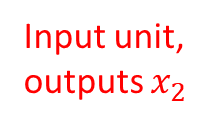 Input unit,
outputs x₂